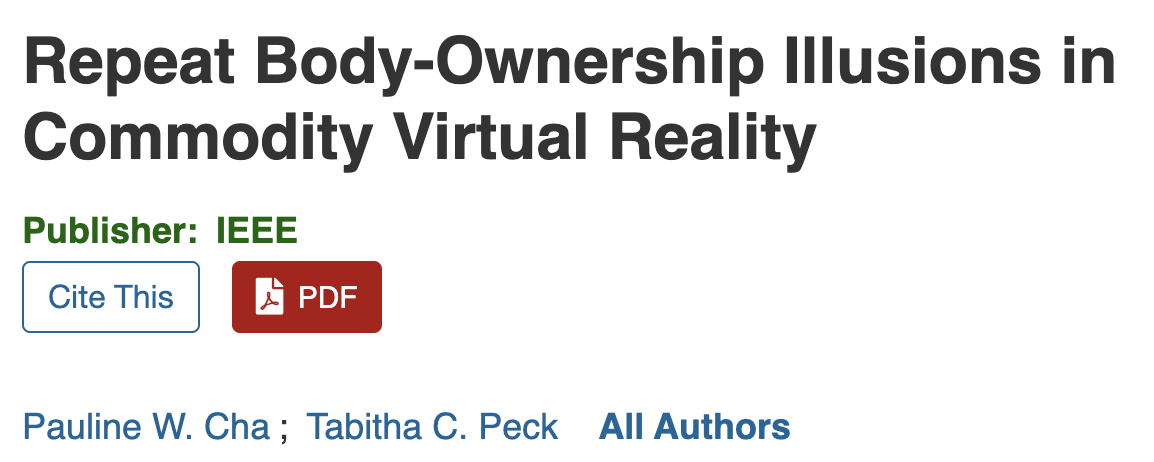 Repeat Body-Ownership Illusions in
Commodity Virtual Reality
Publisher: IEEE
Cite This PDF
Pauline W. Cha ; Tabitha C. Peck All Authors